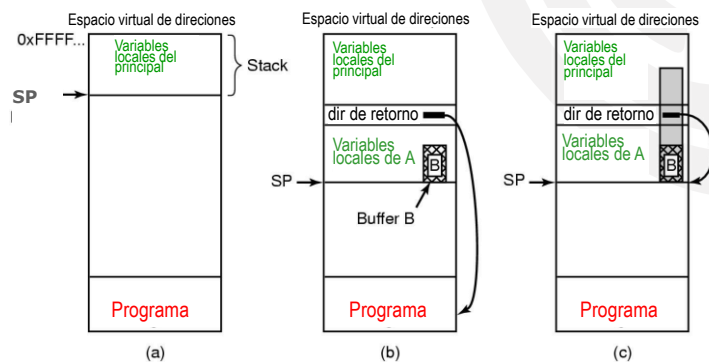 Espacio virtual de direciones
0xFFFF...
Variables
locales del
principal
Stack
SP
Programa
(a)
Espacio virtual de direciones
Variables
locales del
principal
dir de retorno
Variables
locales de A
B
SP
Buffer B
Programa
(b)
Espacio virtual de direciones
Variables
locales del
principal
dir de retorno
Variables
locales de A
B
SP
Programa
(c)